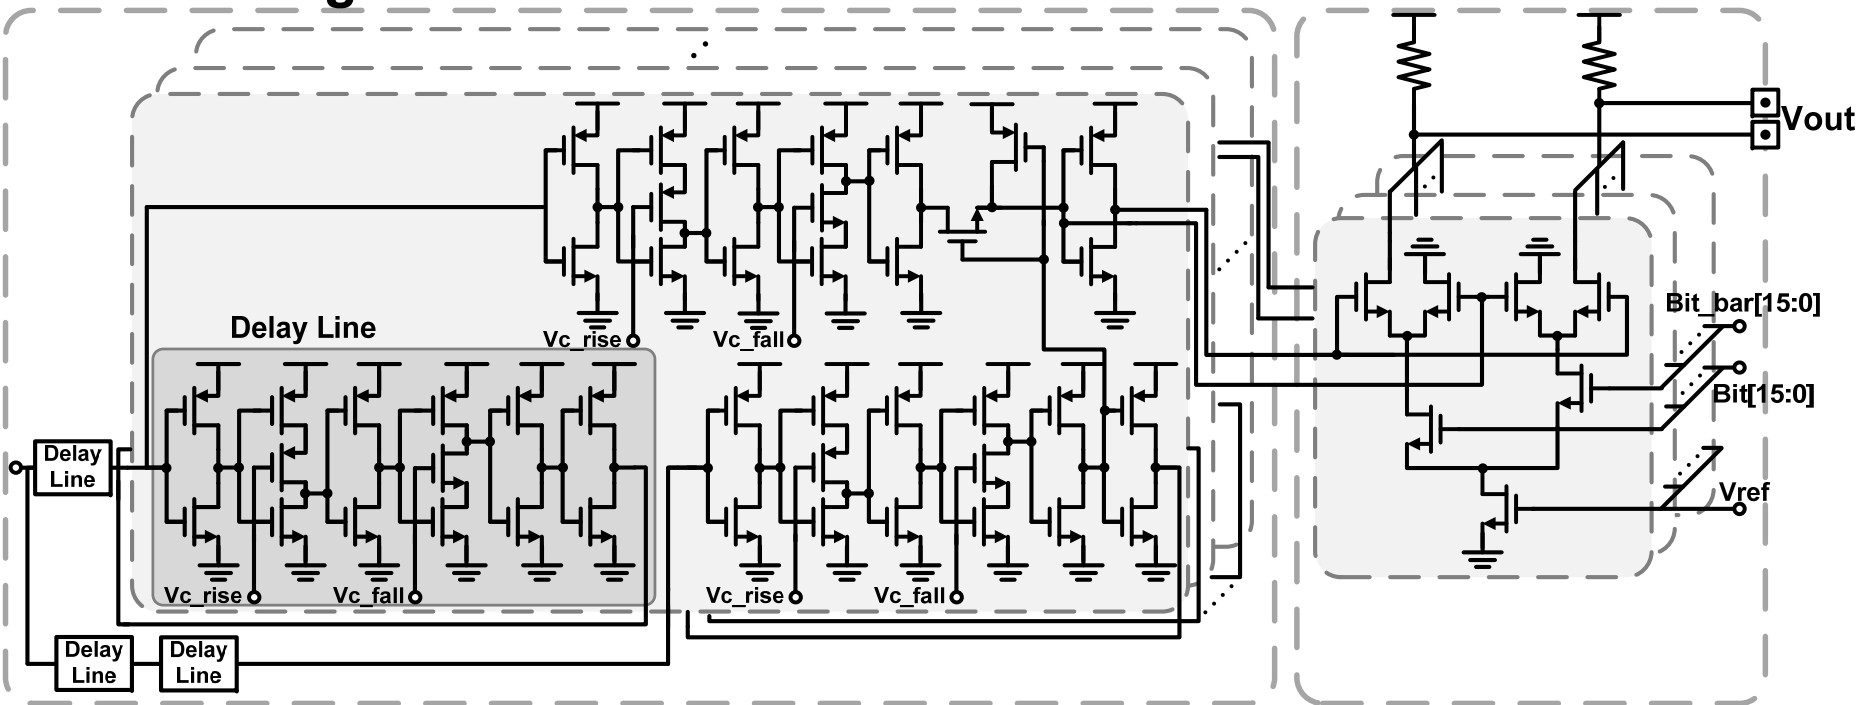 Vout
Vc_rise
Vc_fall
Delay Line
Bit_bar[15:0]
Bit[15:0]
Vref
Delay
Line
Vc_rise
Vc_fall
Vc_rise
Vc_fall
Delay
Line
Delay
Line